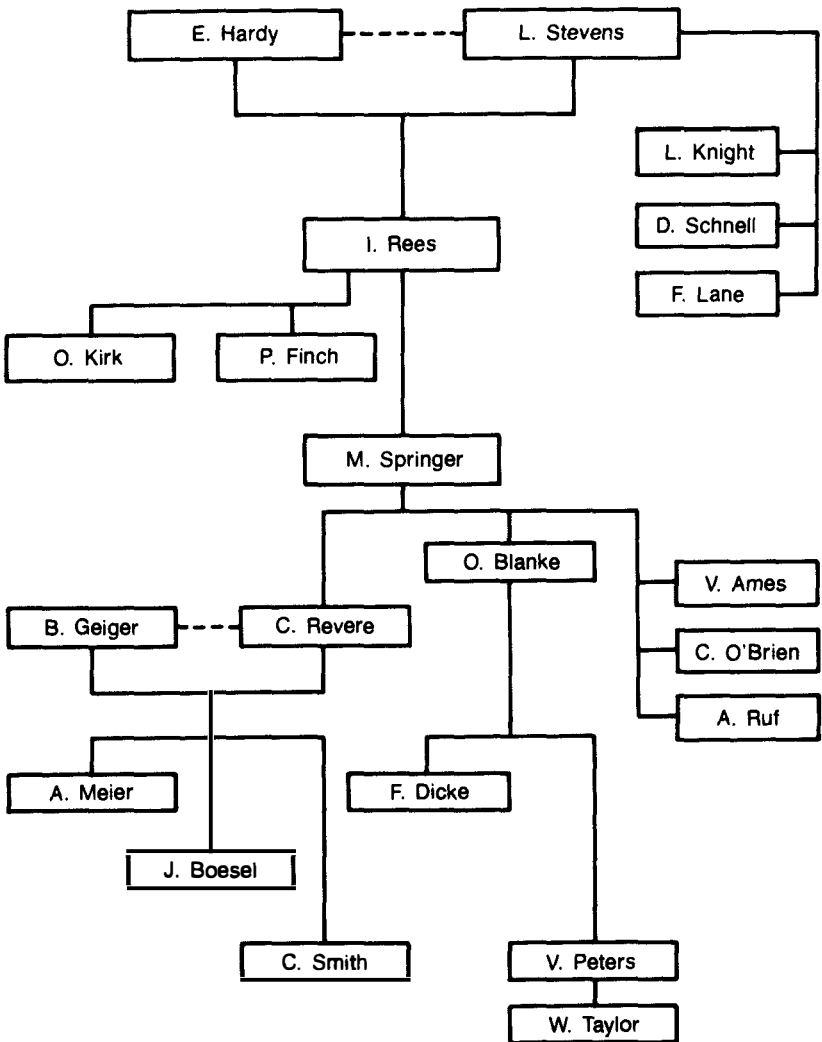 E. Hardy
L. Stevens
L. Knight
D. Schnell
I. Rees
F. Lane
O. Kirk
P. Finch
M. Springer
O. Blanke
V. Ames
B. Geiger
C. Revere
C. O'Brien
A. Ruf
A. Meier
F. Dicke
J. Boesel
C. Smith
V. Peters
W. Taylor